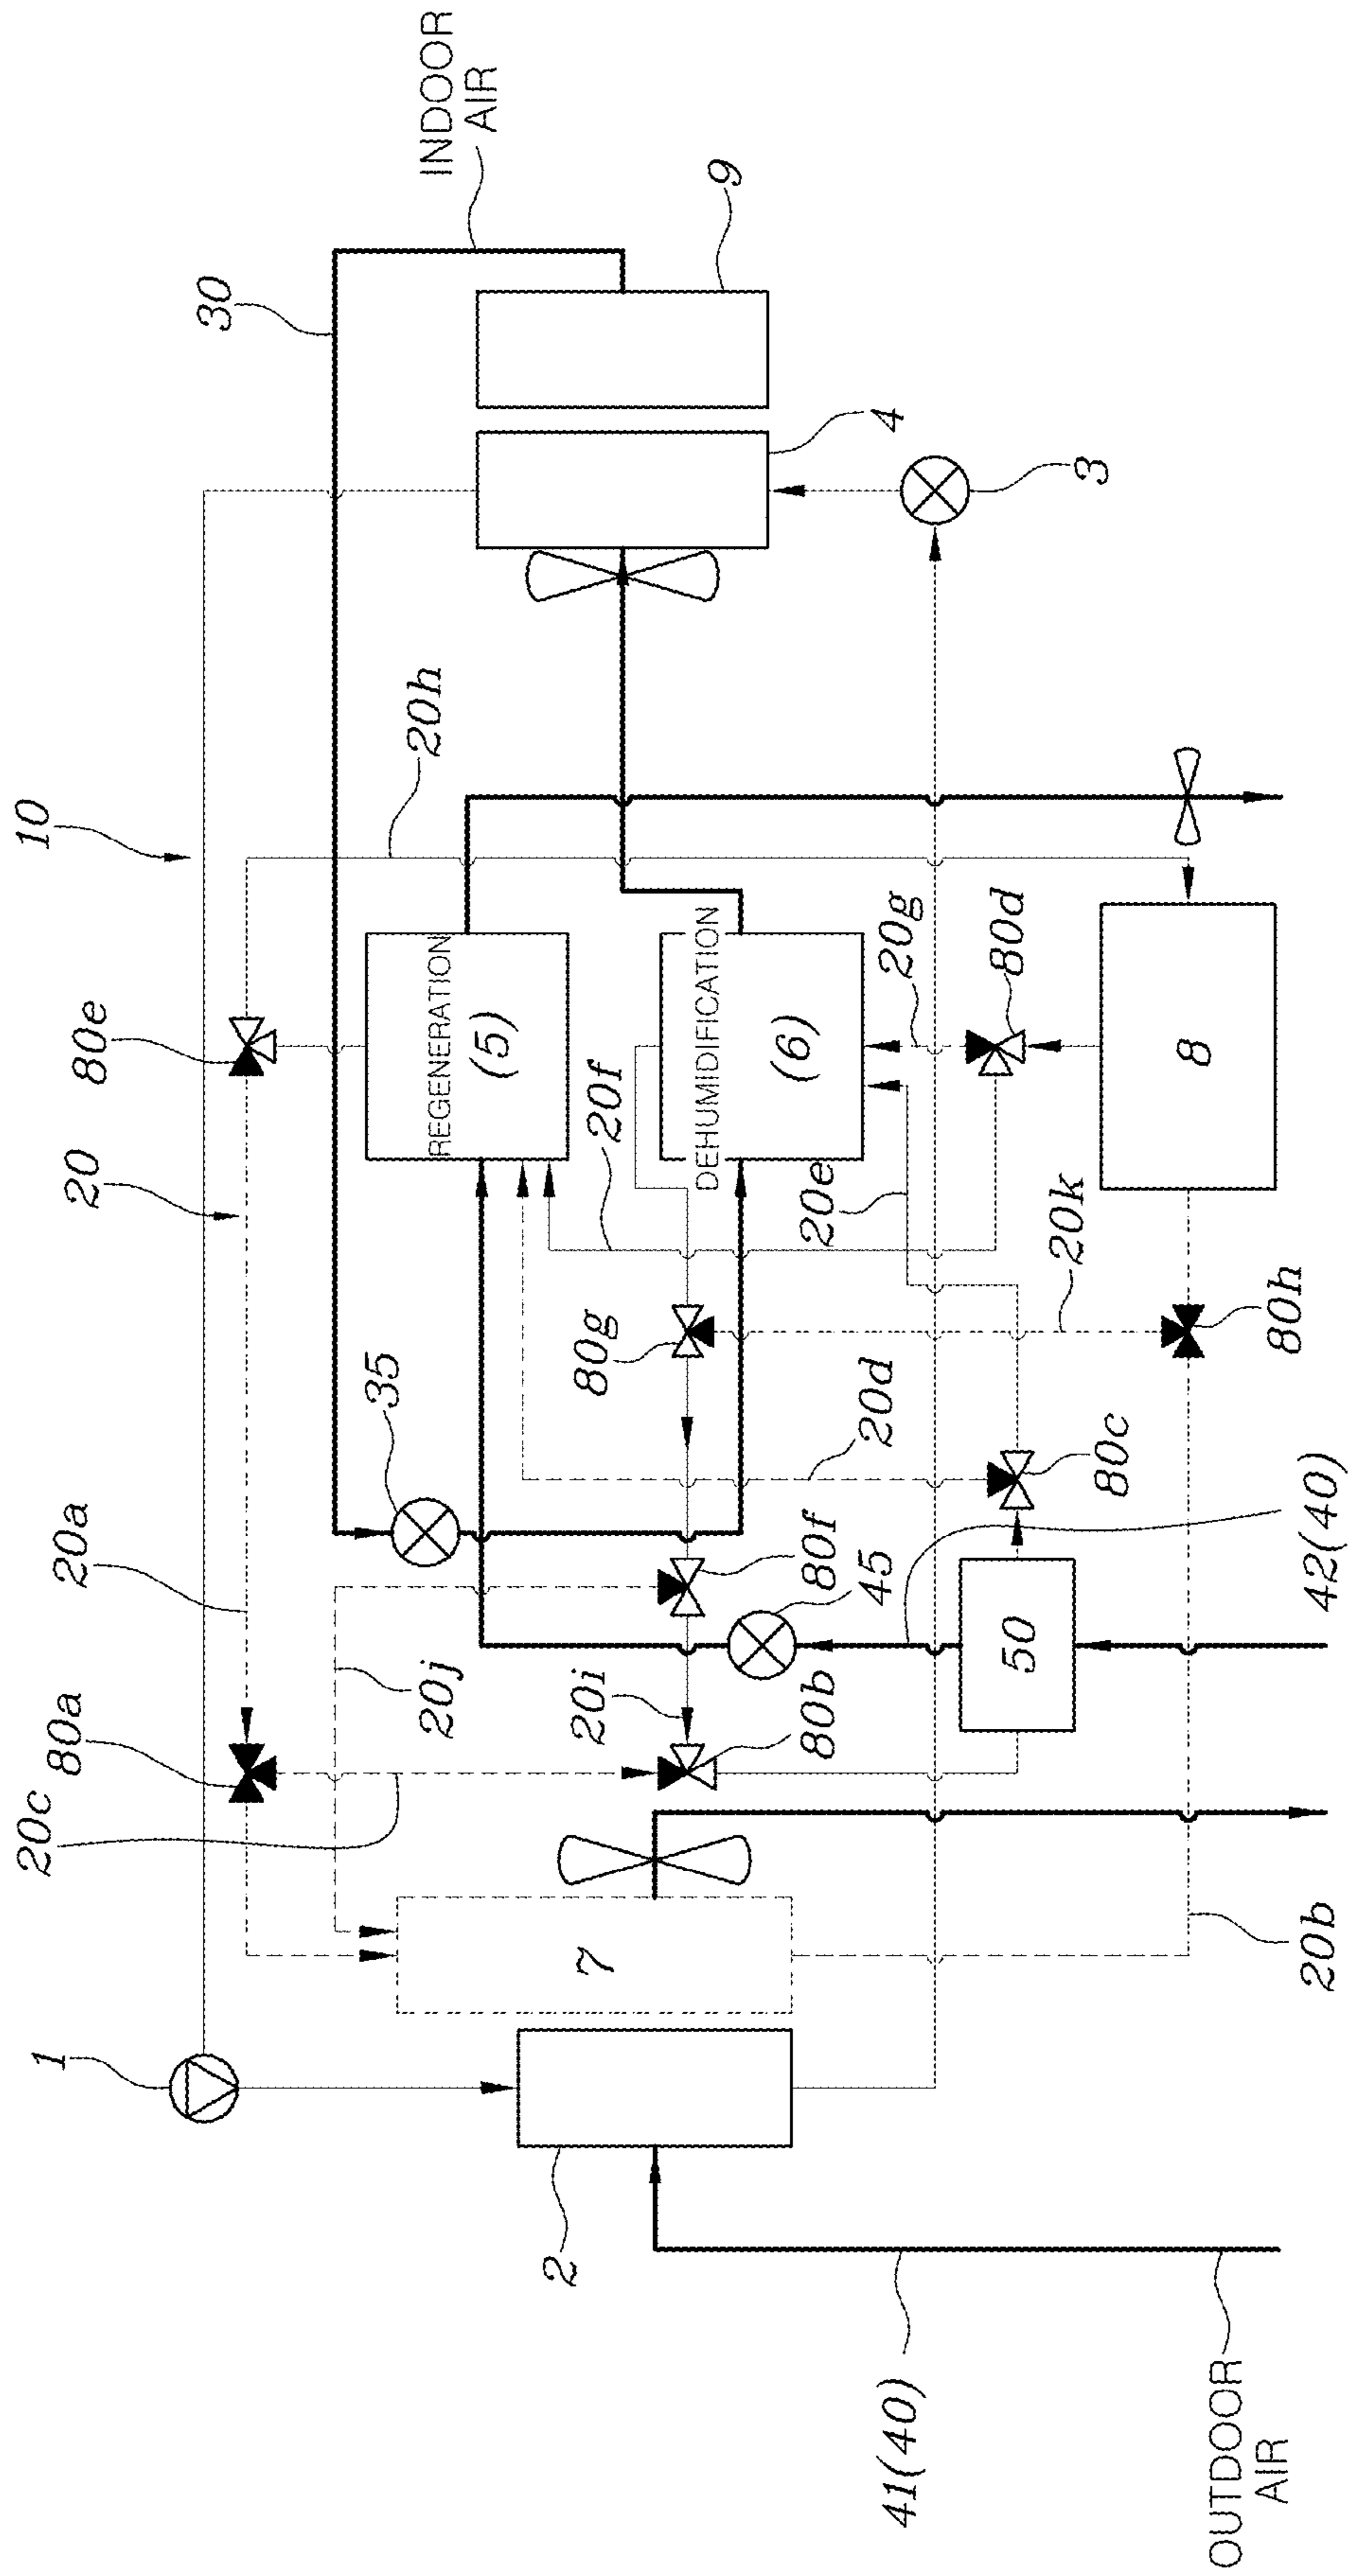 10
20
20a
20c
80a
1
80e
30
INDOOR
AIR
20h
35
20j
REGENERATION
(5)
20f
9
4
80g
20i
DEHUMIDIFICATION
(6)
20e
20g
80d
3
20d
80f
45
80b
80c
20k
8
80h
50
42(40)
7
20b
2
41(40)
OUTDOOR
AIR